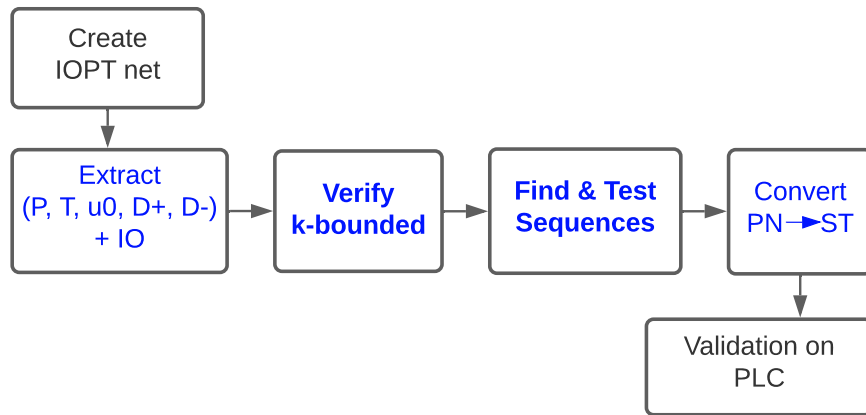 Create
IOPT net
Extract
(P, T, u0, D+, D-)
+ IO
Verify
k-bounded
Find & Test
Sequences
Convert
PN→ST
Validation on
PLC